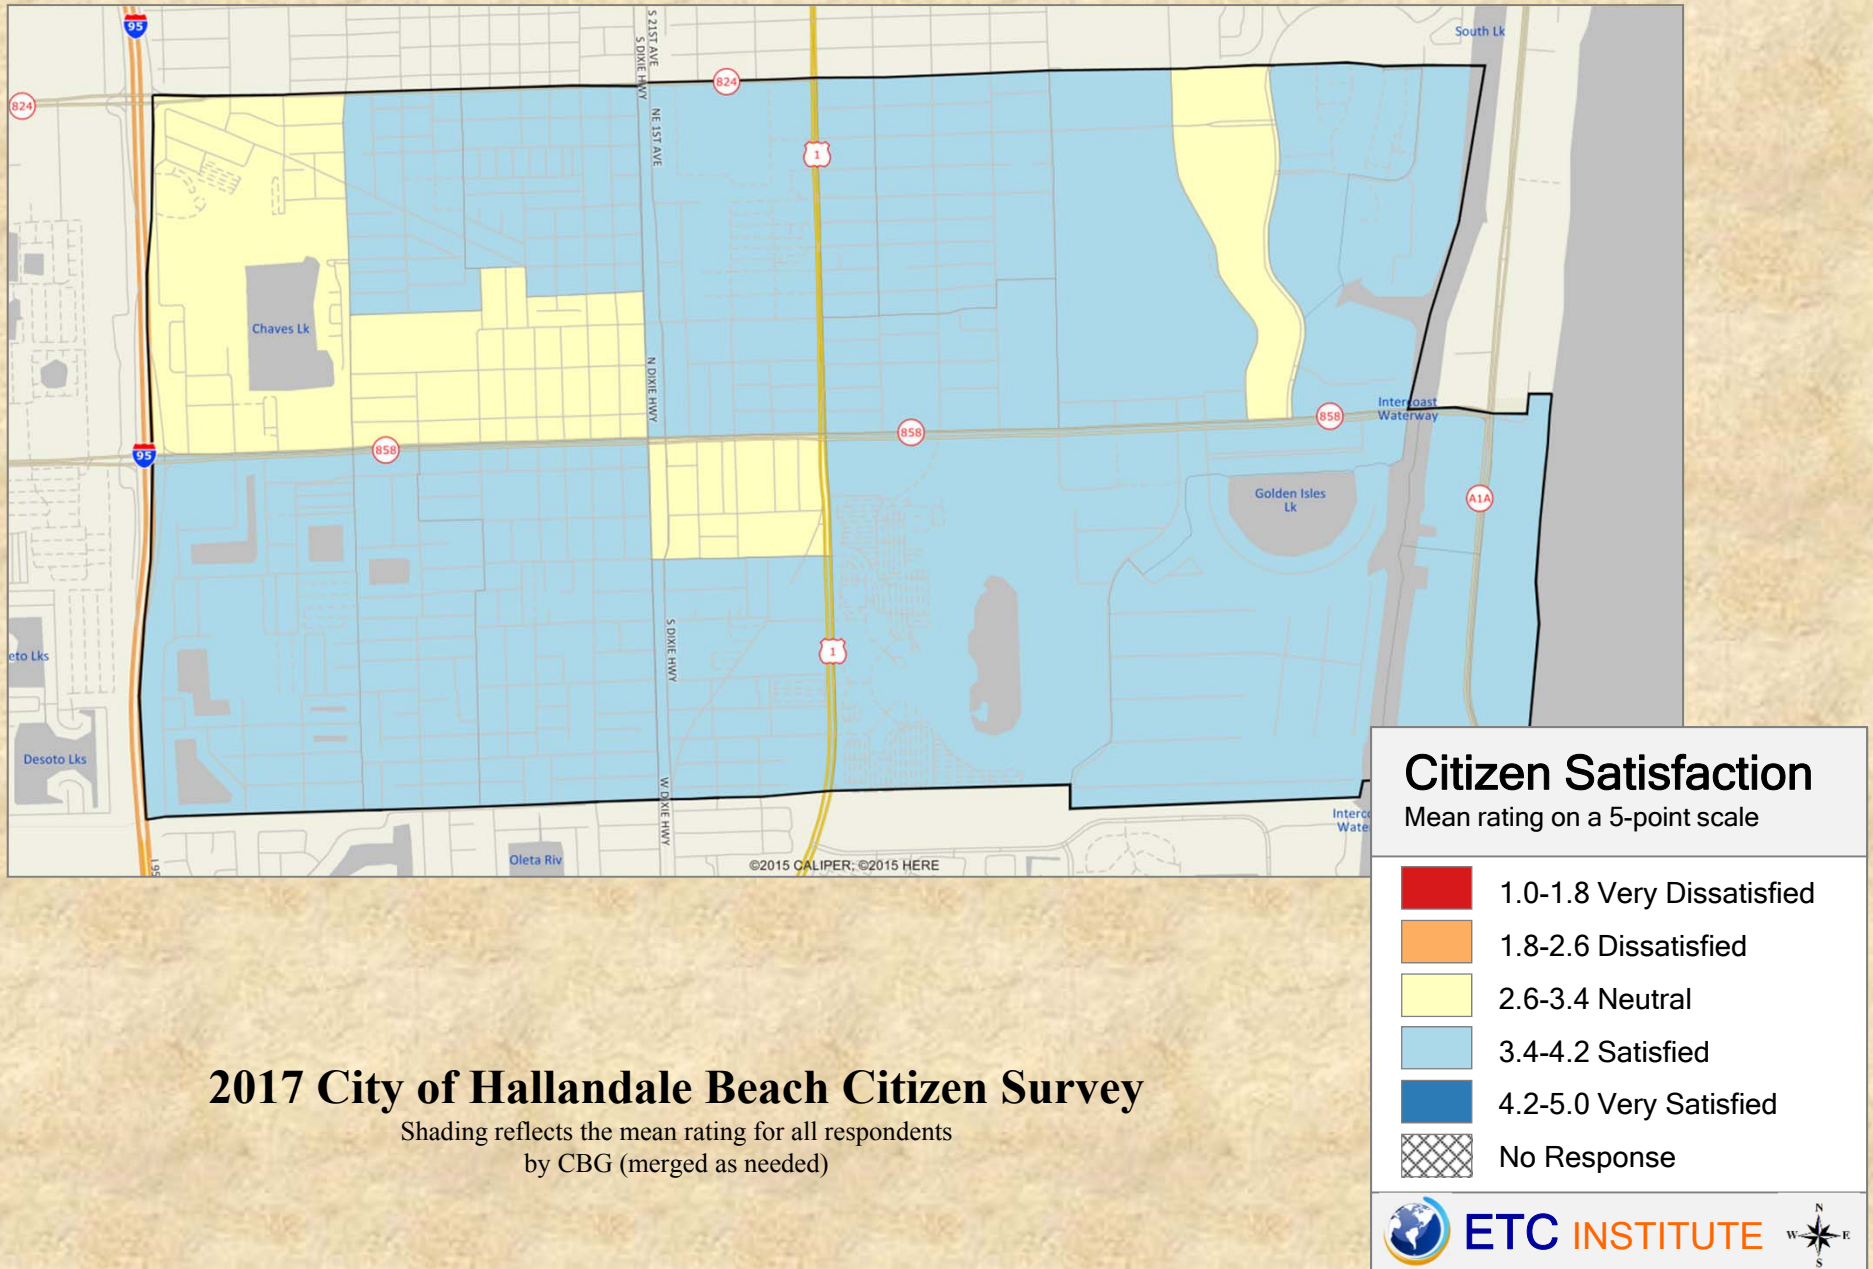 95
S 21ST AVE
S DIXIE HWY
South Lk
824
824
NE 1ST AVE
1
Chaves Lk
N DIXIE HWY
Intercoast
Waterway
858
858
858
95
Golden Isles
Lk
A1A
S DIXIE HWY
1
eto Lks
Desoto Lks
W DIXIE HWY
Interco
Wate
Oleta Riv
I 95
©2015 CALIPER; ©2015 HERE
Citizen Satisfaction
Mean rating on a 5-point scale
1.0-1.8 Very Dissatisfied
1.8-2.6 Dissatisfied
2.6-3.4 Neutral
3.4-4.2 Satisfied
4.2-5.0 Very Satisfied
No Response
2017 City of Hallandale Beach Citizen Survey
Shading reflects the mean rating for all respondents
by CBG (merged as needed)
ETC INSTITUTE
N
W E
S